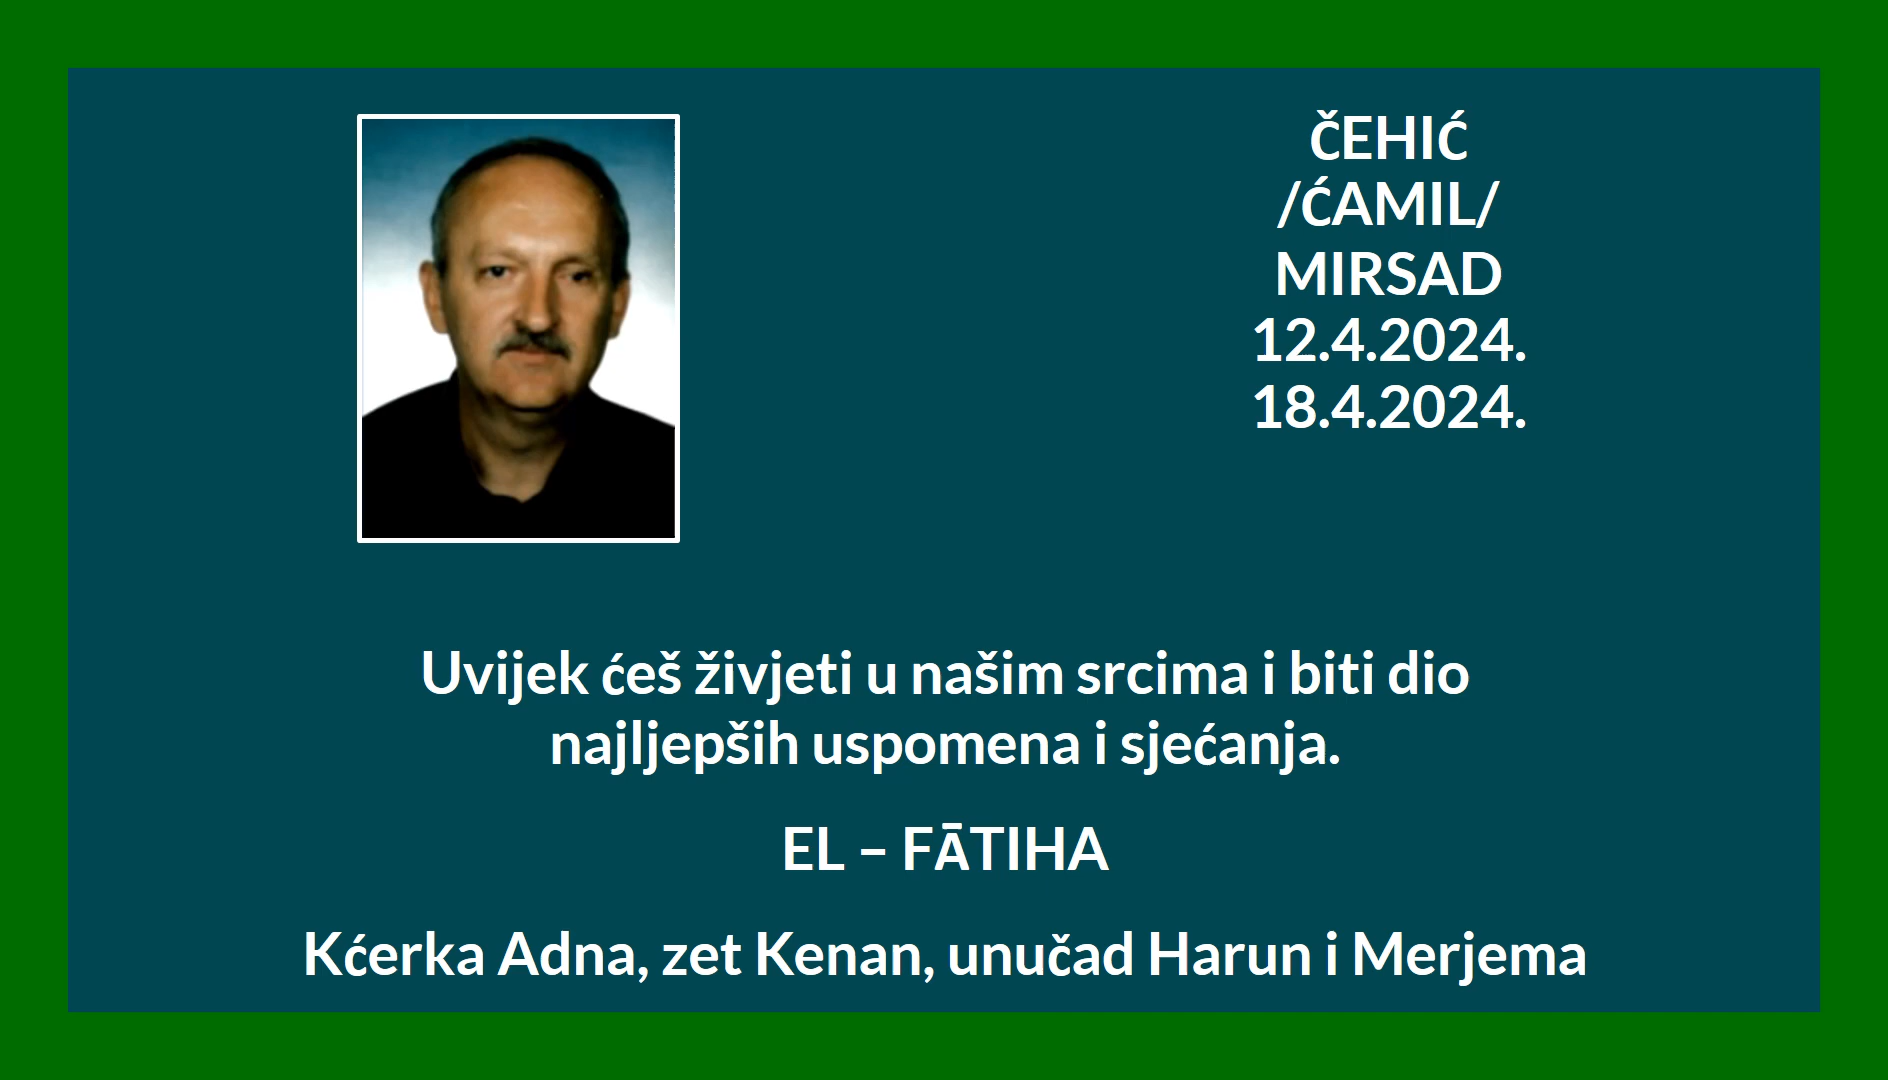 ČEHIĆ
/ĆAMIL/
MIRSAD
12.4.2024.
18.4.2024.
Uvijek ćeš živjeti u našim srcima i biti dio
najljepših uspomena i sjećanja.
EL – FĀTIHA
Kćerka Adna, zet Kenan, unučad Harun i Merjema